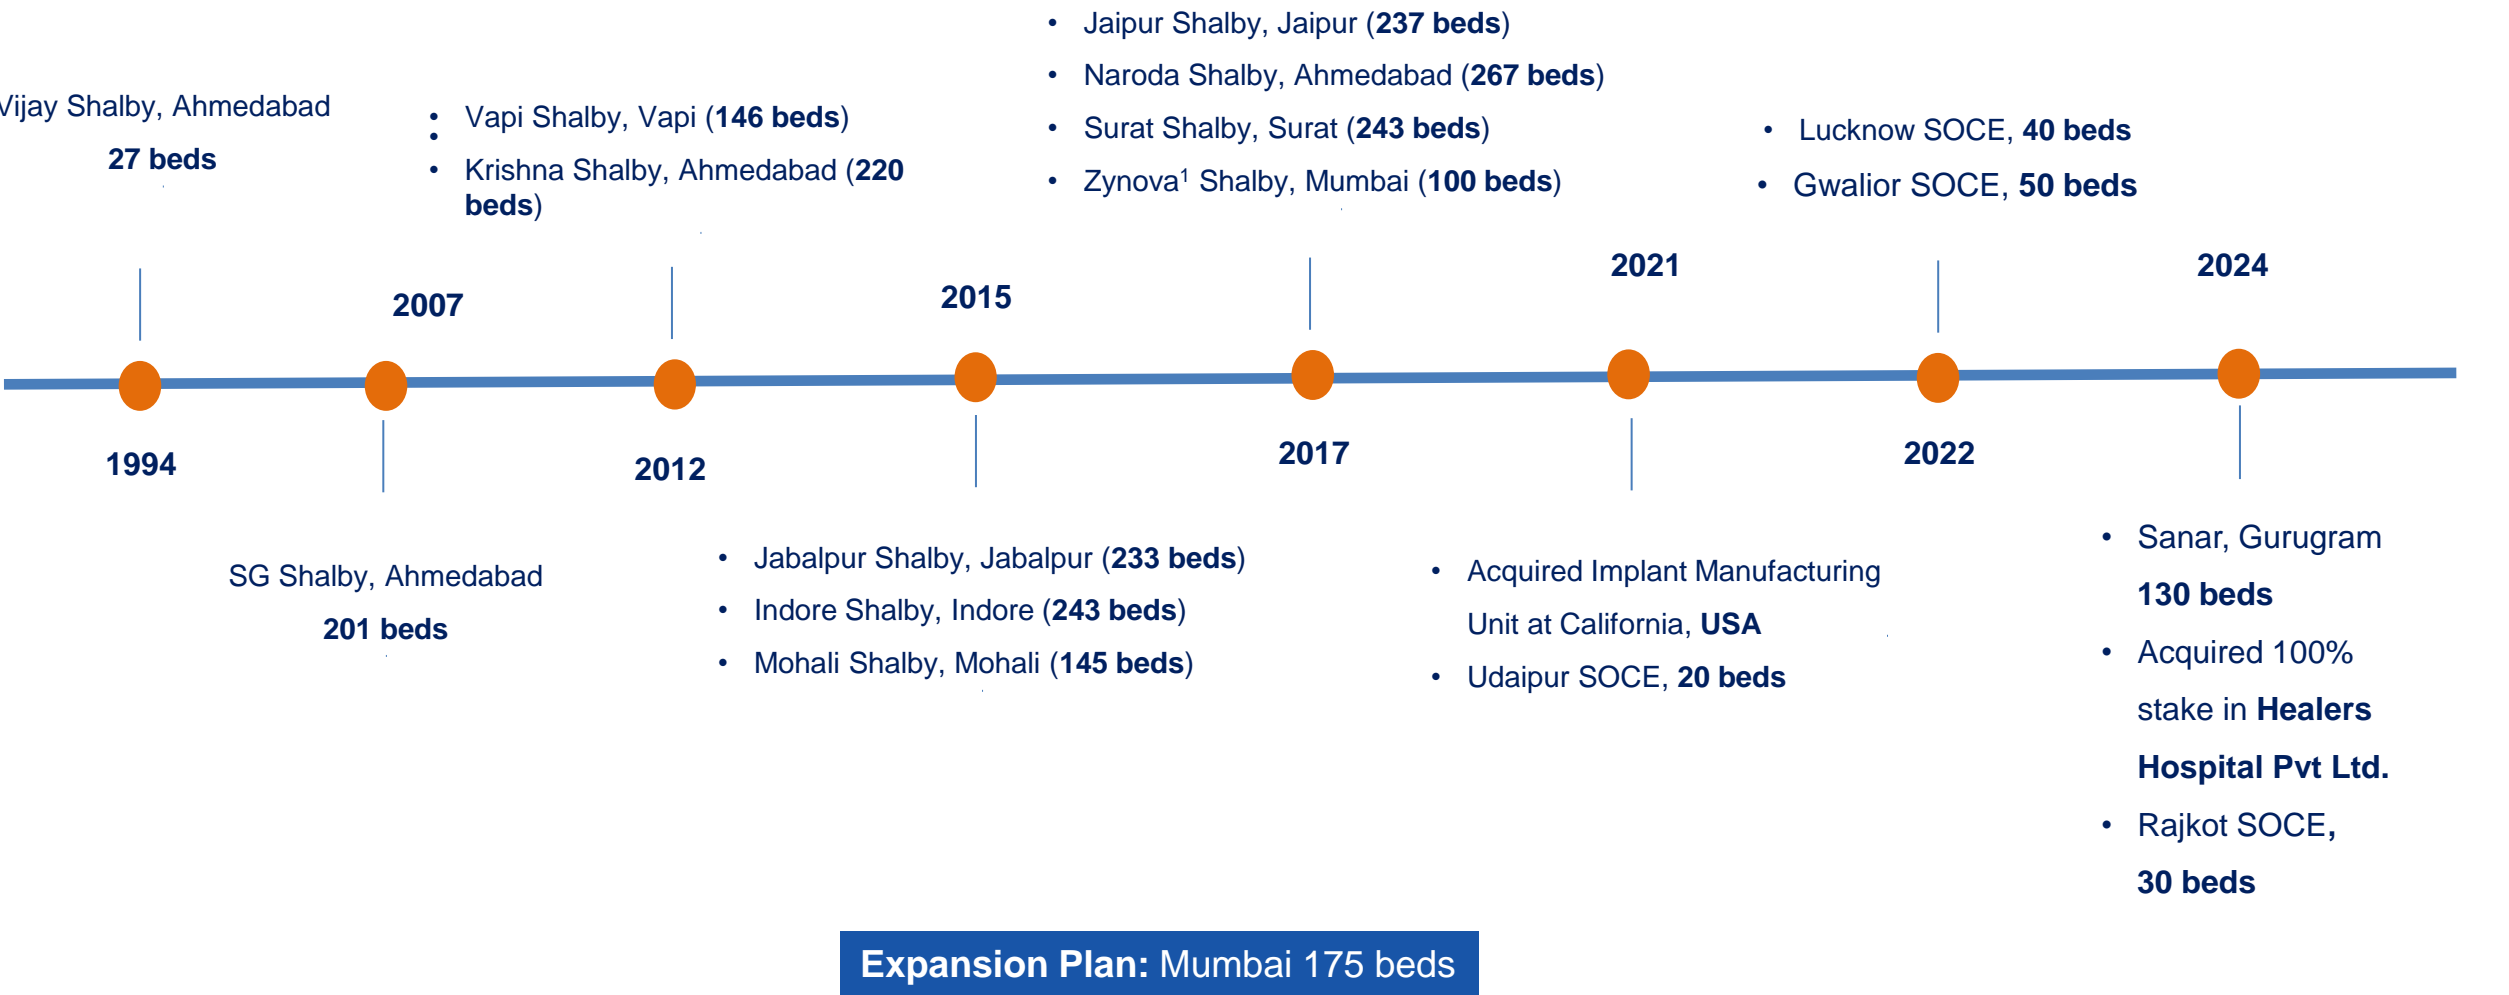 Vijay Shalby, Ahmedabad
27 beds
1994
2007
SG Shalby, Ahmedabad
201 beds
• Vapi Shalby, Vapi (146 beds)
•
• Krishna Shalby, Ahmedabad (220
beds)
2012
2015
• Jabalpur Shalby, Jabalpur (233 beds)
• Indore Shalby, Indore (243 beds)
• Mohali Shalby, Mohali (145 beds)
• Jaipur Shalby, Jaipur (237 beds)
• Naroda Shalby, Ahmedabad (267 beds)
• Surat Shalby, Surat (243 beds)
• Zynova¹ Shalby, Mumbai (100 beds)
2017
2021
• Acquired Implant Manufacturing
Unit at California, USA
• Udaipur SOCE, 20 beds
• Lucknow SOCE, 40 beds
• Gwalior SOCE, 50 beds
2022
2024
• Sanar, Gurugram
130 beds
• Acquired 100%
stake in Healers
Hospital Pvt Ltd.
• Rajkot SOCE,
30 beds
Expansion Plan: Mumbai 175 beds